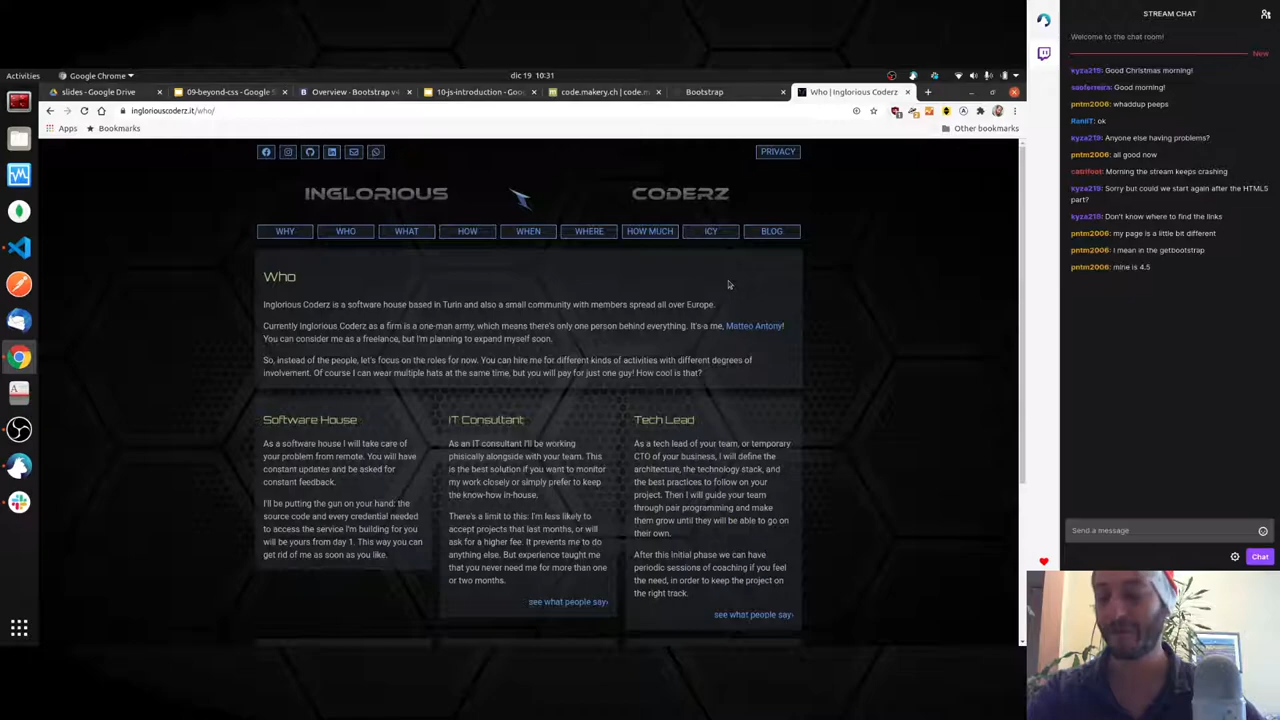 Activities
Google Chrome
dic 19 10:31
slides - Google Drive
09-beyond-css - Google S
Overview · Bootstrap v4
10-js-introduction - Goog
code.makery.ch | code.m
Bootstrap
Who | Inglorious Coderz
ingloriouscoderz.it/who/
Apps
Bookmarks
Other bookmarks
PRIVACY
INGLORIOUS CODERZ
WHY
WHO
WHAT
HOW
WHEN
WHERE
HOW MUCH
ICY
BLOG
Who
Inglorious Coderz is a software house based in Turin and also a small community with members spread all over Europe.
Currently Inglorious Coderz as a firm is a one-man army, which means there's only one person behind everything. It's-a me, Matteo Antony!
You can consider me as a freelance, but I'm planning to expand myself soon.
So, instead of the people, let's focus on the roles for now. You can hire me for different kinds of activities with different degrees of
involvement. Of course I can wear multiple hats at the same time, but you will pay for just one guy! How cool is that?
Software House
As a software house I will take care of
your problem from remote. You will have
constant updates and be asked for
constant feedback.
I'll be putting the gun on your hand: the
source code and every credential needed
to access the service I'm building for you
will be yours from day 1. This way you can
get rid of me as soon as you like.
IT Consultant
As an IT consultant I'll be working
phisically alongside with your team. This
is the best solution if you want to monitor
my work closely or simply prefer to keep
the know-how in-house.
There's a limit to this: I'm less likely to
accept projects that last months, or will
ask for a higher fee. It prevents me to do
anything else. But experience taught me
that you never need me for more than one
or two months.
see what people say›
Tech Lead
As a tech lead of your team, or temporary
CTO of your business, I will define the
architecture, the technology stack, and
the best practices to follow on your
project. Then I will guide your team
through pair programming and make
them grow until they will be able to go on
their own.
After this initial phase we can have
periodic sessions of coaching if you feel
the need, in order to keep the project on
the right track.
see what people say›
STREAM CHAT
Welcome to the chat room!
New
kyza219: Good Christmas morning!
Good morning!
pntm2006: whaddup peeps
ok
kyza219: Anyone else having problems?
pntm2006: all good now
Morning the stream keeps crashing
kyza219: Sorry but could we start again after the HTML5
part?
kyza219: Don't know where to find the links
pntm2006: my page is a little bit different
pntm2006: I mean in the getbootstrap
pntm2006: mine is 4.5
Send a message
Chat